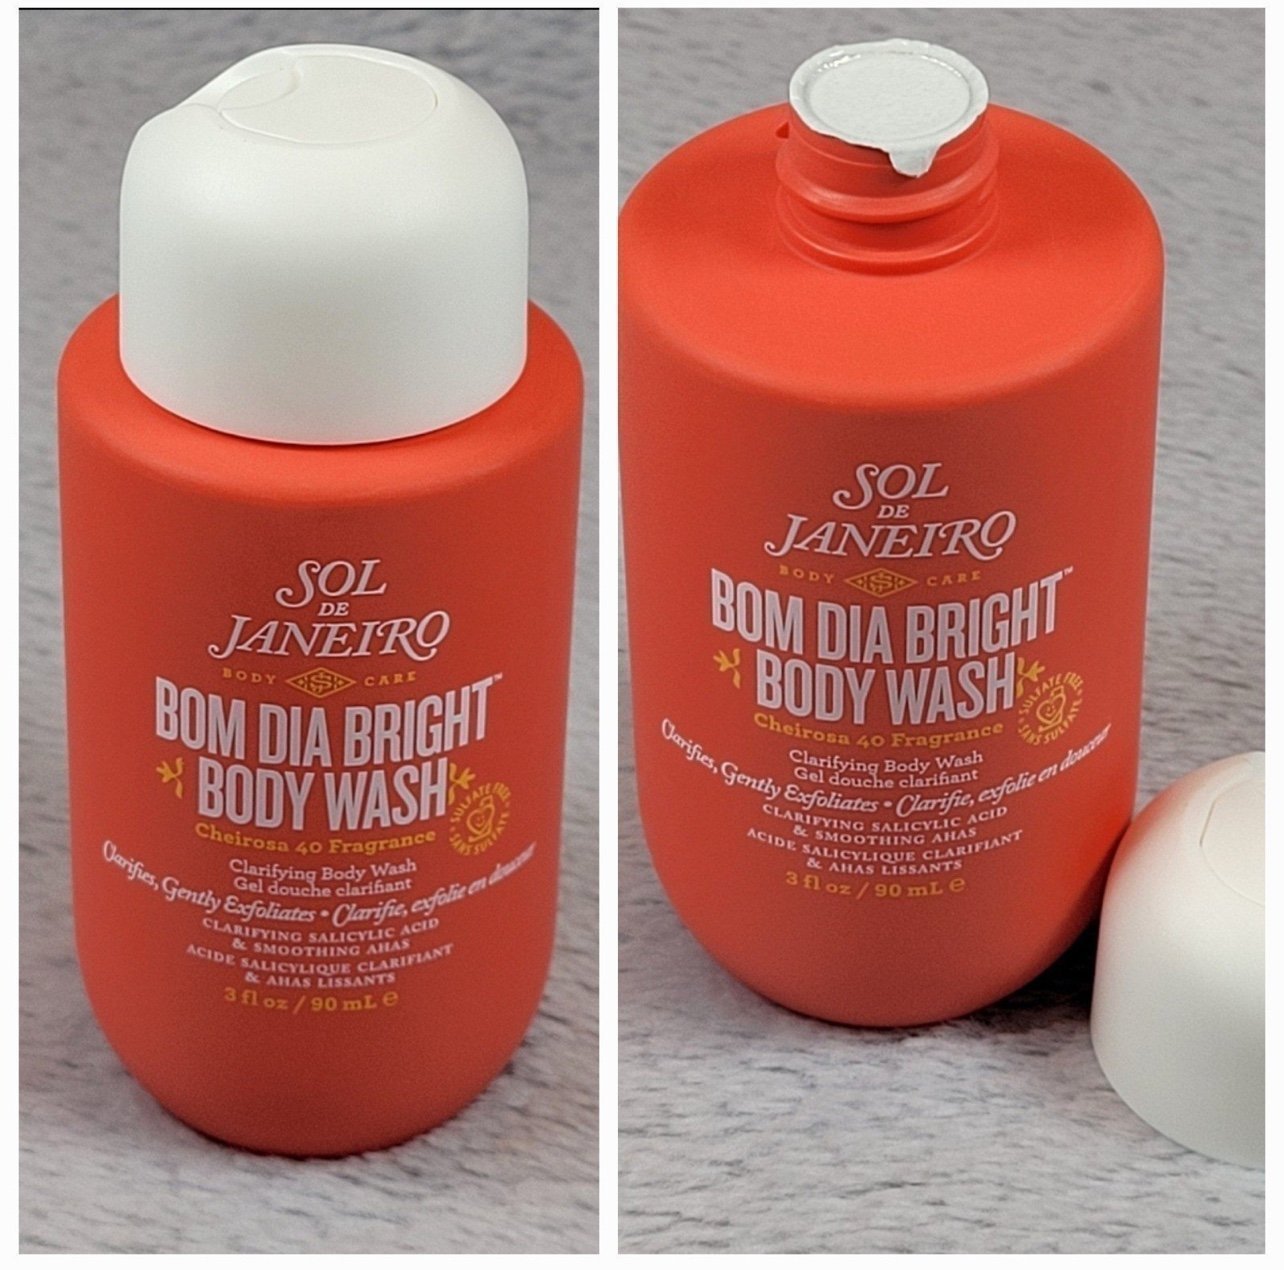 SOL
DE
JANEIRO
BODY CARE
BOM DIA BRIGHT™
BODY WASH
SULFATE FREE
SANS SULFATE
Cheirosa 40 Fragrance
Clarifying Body Wash
Gel douche clarifiant
Clarifies, Gently Exfoliates • Clarifie, exfolie en douceur
CLARIFYING SALICYLIC ACID
& SMOOTHING AHAS
ACIDE SALICYLIQUE CLARIFIANT
& AHAS LISSANTS
3 fl oz / 90 mL ℮
SOL
DE
JANEIRO
BODY CARE
BOM DIA BRIGHT™
BODY WASH
SULFATE FREE
SANS SULFATE
Cheirosa 40 Fragrance
Clarifying Body Wash
Gel douche clarifiant
Clarifies, Gently Exfoliates • Clarifie, exfolie en douceur
CLARIFYING SALICYLIC ACID
& SMOOTHING AHAS
ACIDE SALICYLIQUE CLARIFIANT
& AHAS LISSANTS
3 fl oz / 90 mL ℮